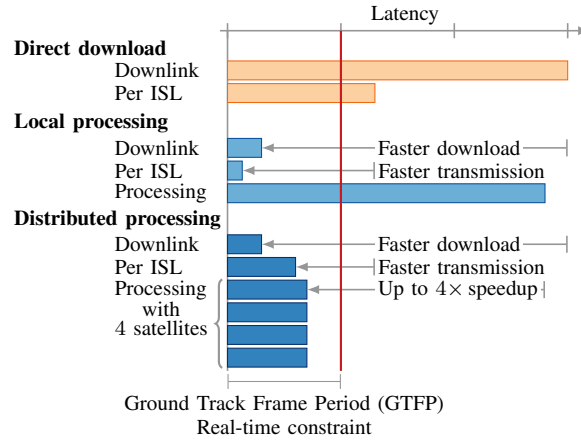 Latency
Direct download
Downlink
Per ISL
Local processing
Downlink
Faster download
Per ISL
Faster transmission
Processing
Distributed processing
Downlink
Faster download
Per ISL
Faster transmission
Processing
Up to 4× speedup
with
4 satellites
Ground Track Frame Period (GTFP)
Real-time constraint